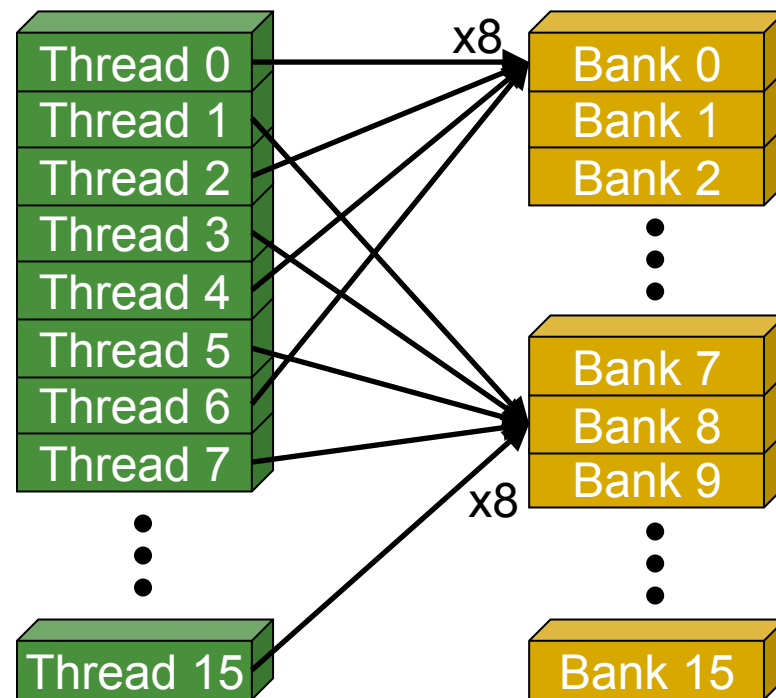 x8
Thread 0
Thread 1
Thread 2
Thread 3
Thread 4
Thread 5
Thread 6
Thread 7
Thread 15
Bank 0
Bank 1
Bank 2
Bank 7
Bank 8
Bank 9
x8
Bank 15